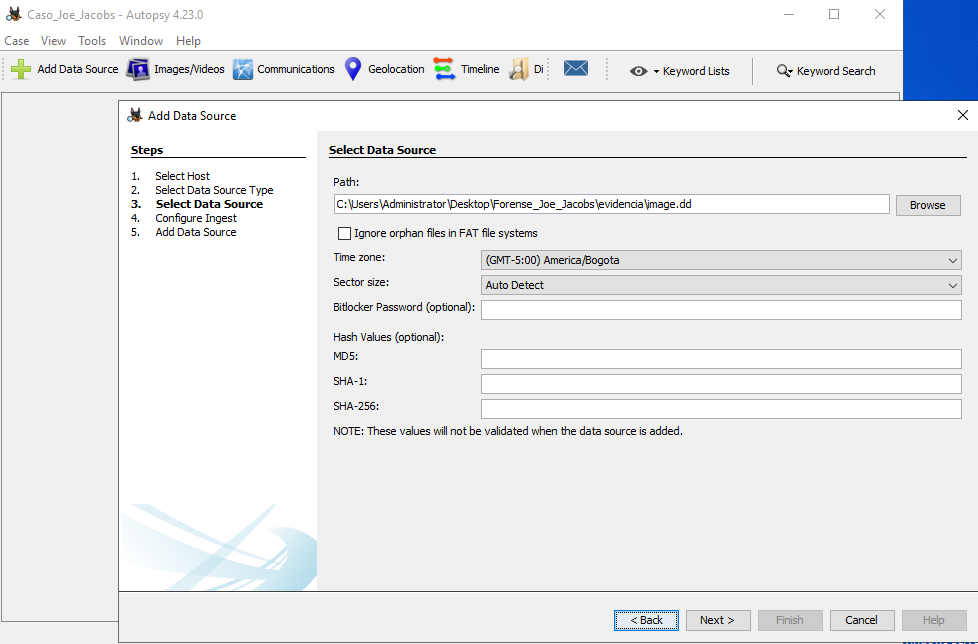 Caso_Joe_Jacobs - Autopsy 4.23.0
Case View Tools Window Help
Add Data Source Images/Videos Communications Geolocation Timeline Di Keyword Lists Keyword Search
Add Data Source
Steps
1. Select Host
2. Select Data Source Type
3. Select Data Source
4. Configure Ingest
5. Add Data Source
Select Data Source
Path:
C:\Users\Administrator\Desktop\Forense_Joe_Jacobs\evidencia\image.dd Browse
Ignore orphan files in FAT file systems
Time zone: (GMT-5:00) America/Bogota
Sector size: Auto Detect
Bitlocker Password (optional):
Hash Values (optional):
MD5:
SHA-1:
SHA-256:
NOTE: These values will not be validated when the data source is added.
< Back Next > Finish Cancel Help